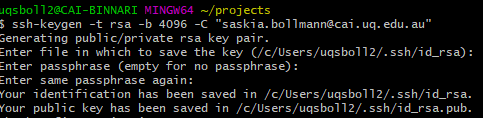 uqsboll2@CAI-BINNARI MINGW64 ~/projects
$ ssh-keygen -t rsa -b 4096 -C "saskia.bollmann@cai.uq.edu.au"
Generating public/private rsa key pair.
Enter file in which to save the key (/c/Users/uqsboll2/.ssh/id_rsa):
Enter passphrase (empty for no passphrase):
Enter same passphrase again:
Your identification has been saved in /c/Users/uqsboll2/.ssh/id_rsa.
Your public key has been saved in /c/Users/uqsboll2/.ssh/id_rsa.pub.